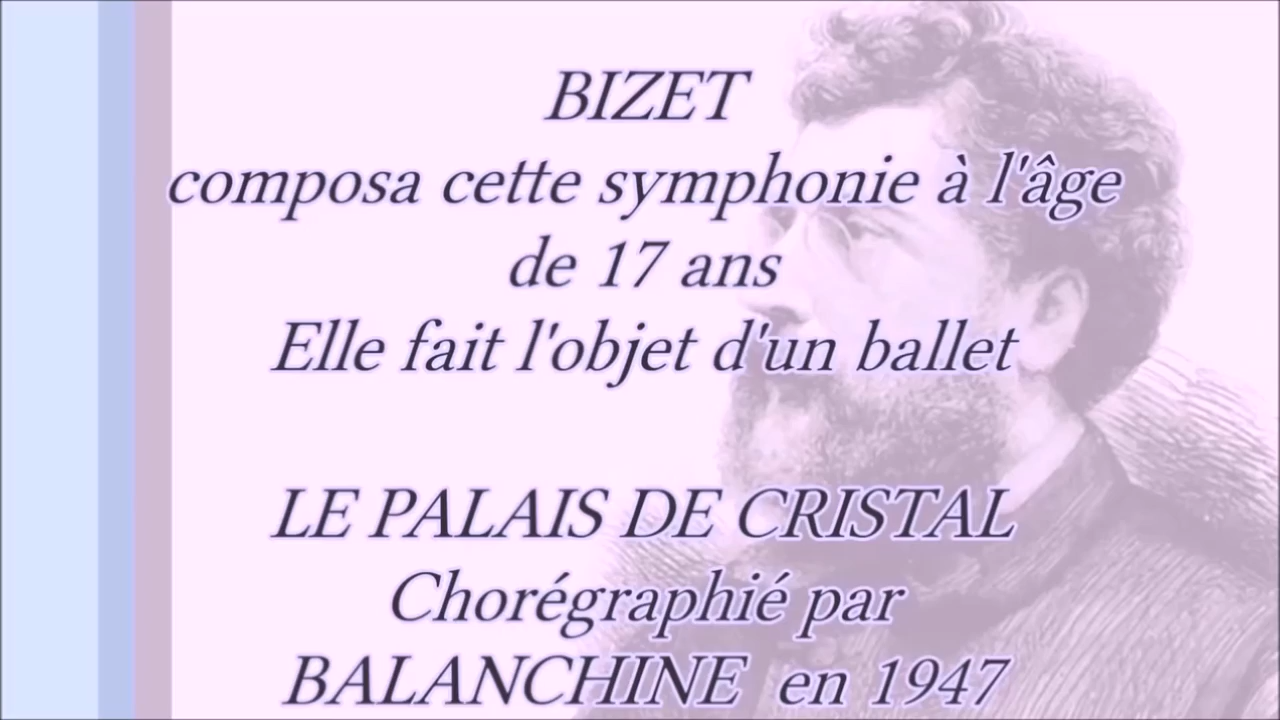 BIZET
composa cette symphonie à l'âge
de 17 ans
Elle fait l'objet d'un ballet
LE PALAIS DE CRISTAL
Chorégraphié par
BALANCHINE en 1947